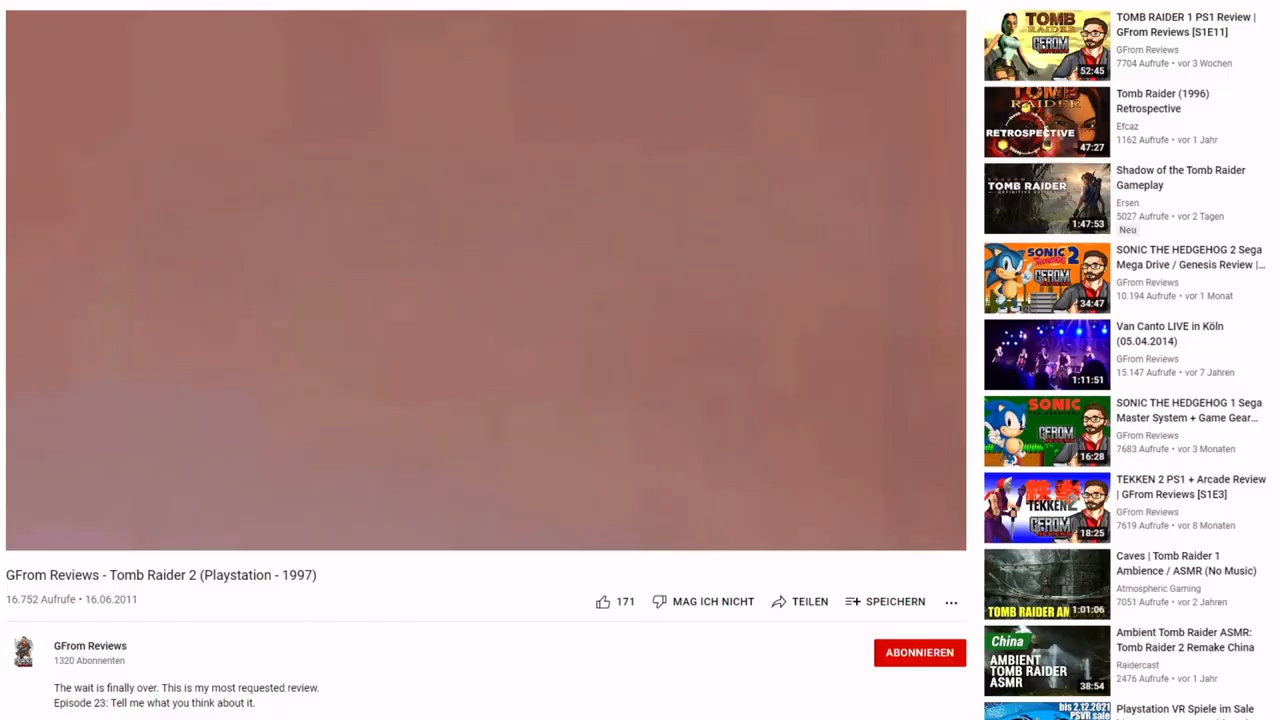 GFrom Reviews - Tomb Raider 2 (Playstation - 1997)
16.752 Aufrufe • 16.06.2011
171
MAG ICH NICHT
TEILEN
SPEICHERN
GFrom Reviews
1320 Abonnenten
ABONNIEREN
The wait is finally over. This is my most requested review.
Episode 23: Tell me what you think about it.
TOMB
RAIDER
GFROM
52:45
TOMB RAIDER 1 PS1 Review |
GFrom Reviews [S1E11]
GFrom Reviews
7704 Aufrufe • vor 3 Wochen
TOMB
RAIDER
RETROSPECTIVE
47:27
Tomb Raider (1996)
Retrospective
Efcaz
1162 Aufrufe • vor 1 Jahr
TOMB RAIDER
1:47:53
Shadow of the Tomb Raider
Gameplay
Ersen
5027 Aufrufe • vor 2 Tagen
Neu
SONIC 2
GFROM
34:47
SONIC THE HEDGEHOG 2 Sega
Mega Drive / Genesis Review |...
GFrom Reviews
10.194 Aufrufe • vor 1 Monat
1:11:51
Van Canto LIVE in Köln
(05.04.2014)
GFrom Reviews
15.147 Aufrufe • vor 7 Jahren
SONIC
GFROM
16:28
SONIC THE HEDGEHOG 1 Sega
Master System + Game Gear...
GFrom Reviews
7683 Aufrufe • vor 3 Monaten
TEKKEN 2
GFROM
18:25
TEKKEN 2 PS1 + Arcade Review
| GFrom Reviews [S1E3]
GFrom Reviews
7619 Aufrufe • vor 8 Monaten
TOMB RAIDER AM
1:01:06
Caves | Tomb Raider 1
Ambience / ASMR (No Music)
Atmospheric Gaming
7051 Aufrufe • vor 2 Jahren
China
AMBIENT
TOMB RAIDER
ASMR
38:54
Ambient Tomb Raider ASMR:
Tomb Raider 2 Remake China
Raidercast
2476 Aufrufe • vor 1 Jahr
bis 2.12.2021
PSVR sale
Playstation VR Spiele im Sale